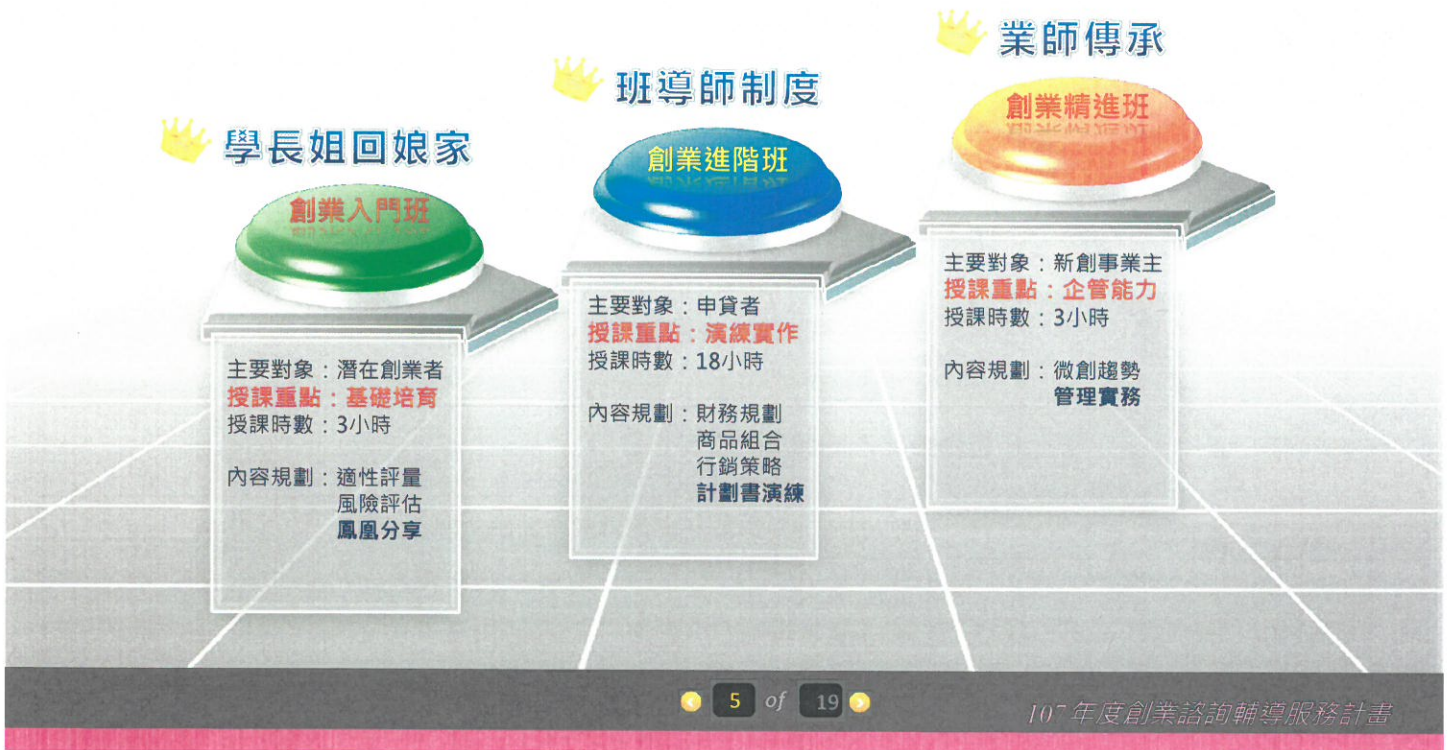 學長姐回娘家
創業入門班
主要對象：潛在創業者
授課重點：基礎培育
授課時數：3小時
內容規劃：適性評量
風險評估
鳳凰分享
班導師制度
創業進階班
主要對象：申貸者
授課重點：演練實作
授課時數：18小時
內容規劃：財務規劃
商品組合
行銷策略
計劃書演練
業師傳承
創業精進班
主要對象：新創事業主
授課重點：企管能力
授課時數：3小時
內容規劃：微創趨勢
管理實務
5 of 19
107年度創業諮詢輔導服務計畫